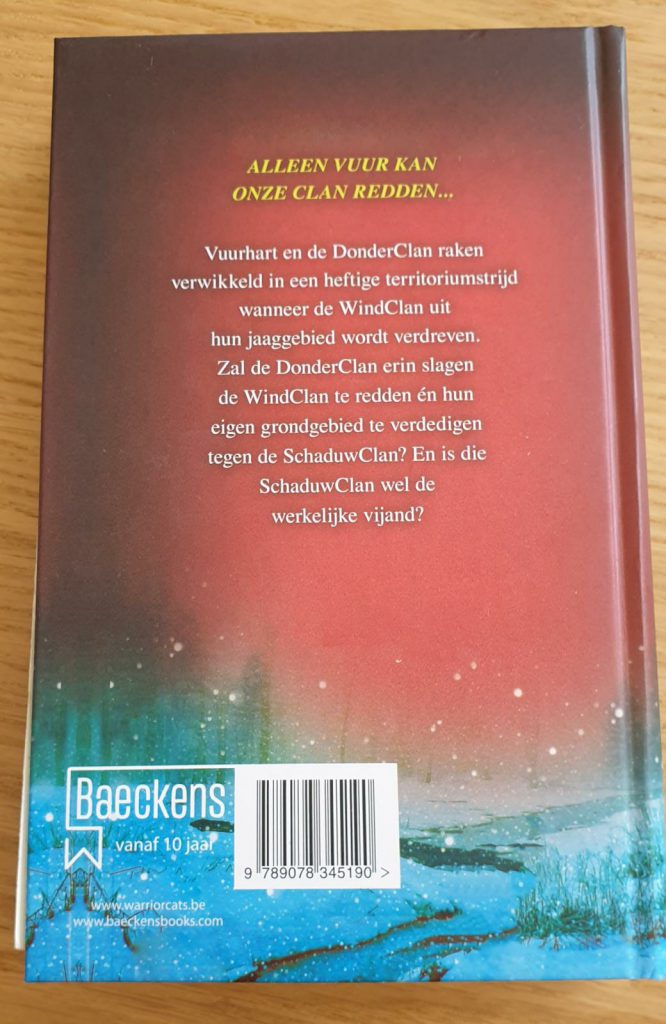 ALLEEN VUUR KAN
ONZE CLAN REDDEN...
Vuurhart en de DonderClan raken
verwikkeld in een heftige territoriumstrijd
wanneer de WindClan uit
hun jaaggebied wordt verdreven.
Zal de DonderClan erin slagen
de WindClan te redden én hun
eigen grondgebied te verdedigen
tegen de SchaduwClan? En is die
SchaduwClan wel de
werkelijke vijand?
Baeckens
vanaf 10 jaar
9 789078 345190 >
www.warriorcats.be
www.baeckensbooks.com